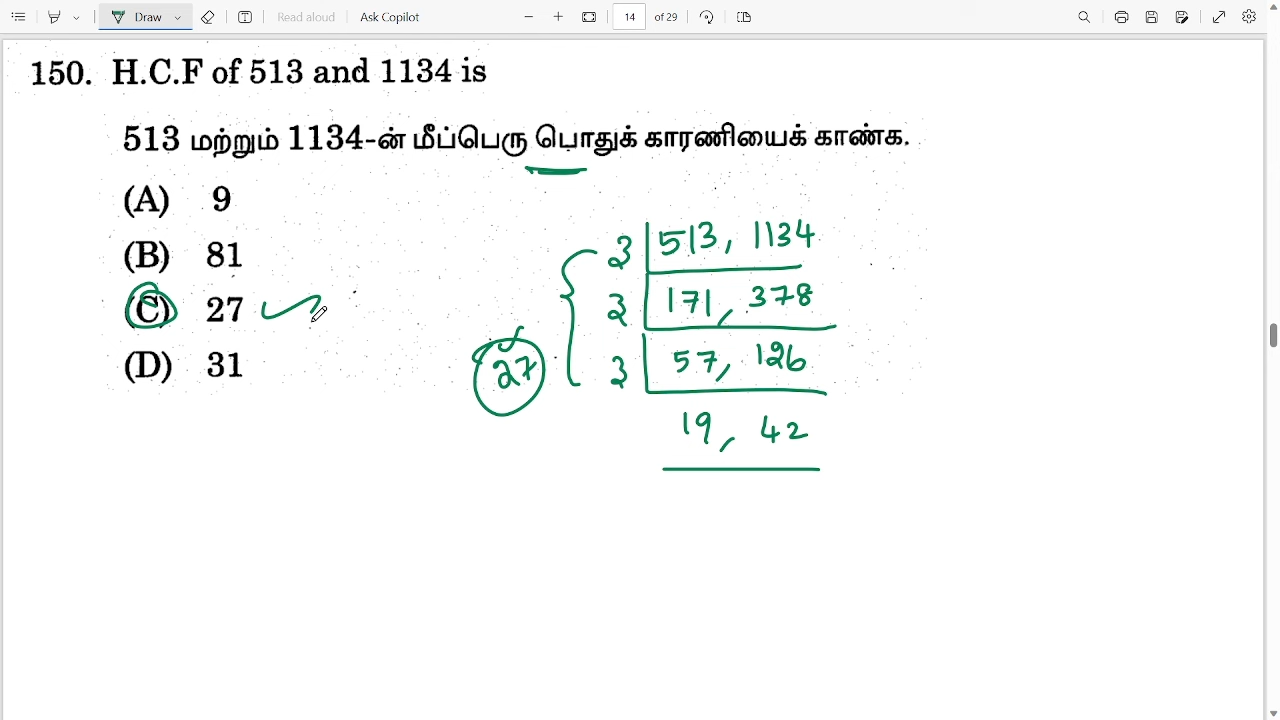 Draw Read aloud Ask Copilot 14 of 29
150. H.C.F of 513 and 1134 is
513 மற்றும் 1134-ன் மீப்பெரு பொதுக் காரணியைக் காண்க.
(A) 9
(B) 81
(C) 27
(D) 31
3 513, 1134
3 171, 378
3 57, 126
27
19, 42